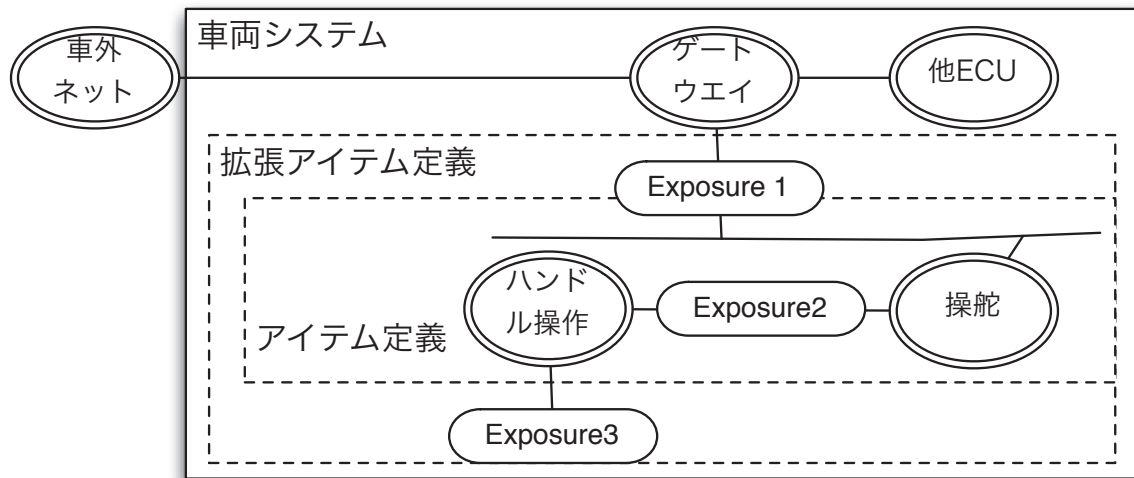 車両システム
車外
ネット
ゲート
ウエイ
他ECU
拡張アイテム定義
Exposure 1
ハンド
ル操作
Exposure2
操舵
アイテム定義
Exposure3